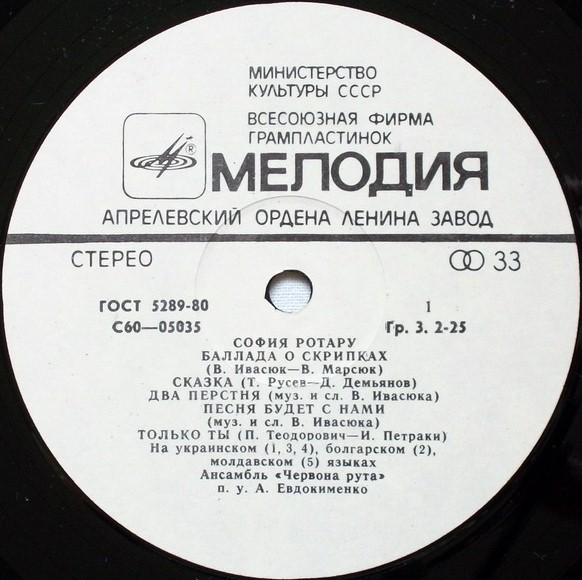 МИНИСТЕРСТВО
КУЛЬТУРЫ СССР
ВСЕСОЮЗНАЯ ФИРМА
ГРАМПЛАСТИНОК
®
МЕЛОДИЯ
АПРЕЛЕВСКИЙ ОРДЕНА ЛЕНИНА ЗАВОД
СТЕРЕО 33
ГОСТ 5289-80 1
С60—05035 Гр. 3. 2-25
СОФИЯ РОТАРУ
БАЛЛАДА О СКРИПКАХ
(В. Ивасюк—В. Марсюк)
СКАЗКА (Т. Русев—Д. Демьянов)
ДВА ПЕРСТНЯ (муз. и сл. В. Ивасюка)
ПЕСНЯ БУДЕТ С НАМИ
(муз. и сл. В. Ивасюка)
ТОЛЬКО ТЫ (П. Теодорович—И. Петраки)
На украинском (1, 3, 4), болгарском (2),
молдавском (5) языках
Ансамбль «Червона рута»
п. у. А. Евдокименко